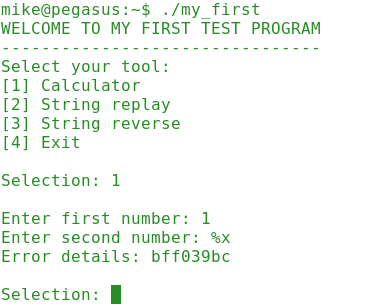 mike@pegasus:~$ ./my_first
WELCOME TO MY FIRST TEST PROGRAM
--------------------------------
Select your tool:
[1] Calculator
[2] String replay
[3] String reverse
[4] Exit
Selection: 1
Enter first number: 1
Enter second number: %x
Error details: bff039bc
Selection: